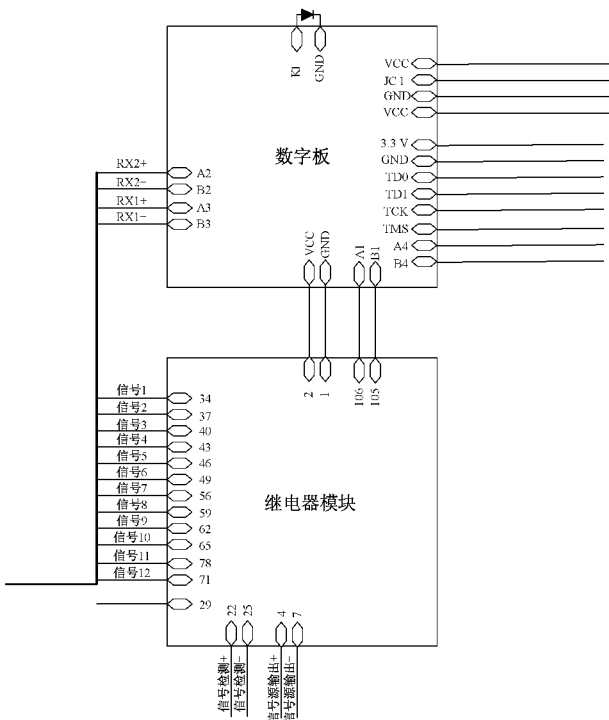 KI
GND
VCC
JC 1
GND
VCC
3.3 V
GND
TD0
TD1
TCK
TMS
A4
B4
数字板
RX2+
A2
RX2−
B2
RX1+
A3
RX1−
B3
VCC
GND
A1
B1
2
1
106
105
信号1
34
信号2
37
信号3
40
信号4
43
信号5
46
信号6
49
信号7
56
信号8
59
信号9
62
信号10
65
信号11
78
信号12
71
29
继电器模块
22
25
4
7
信号检测+
信号检测−
信号源输出+
信号源输出−